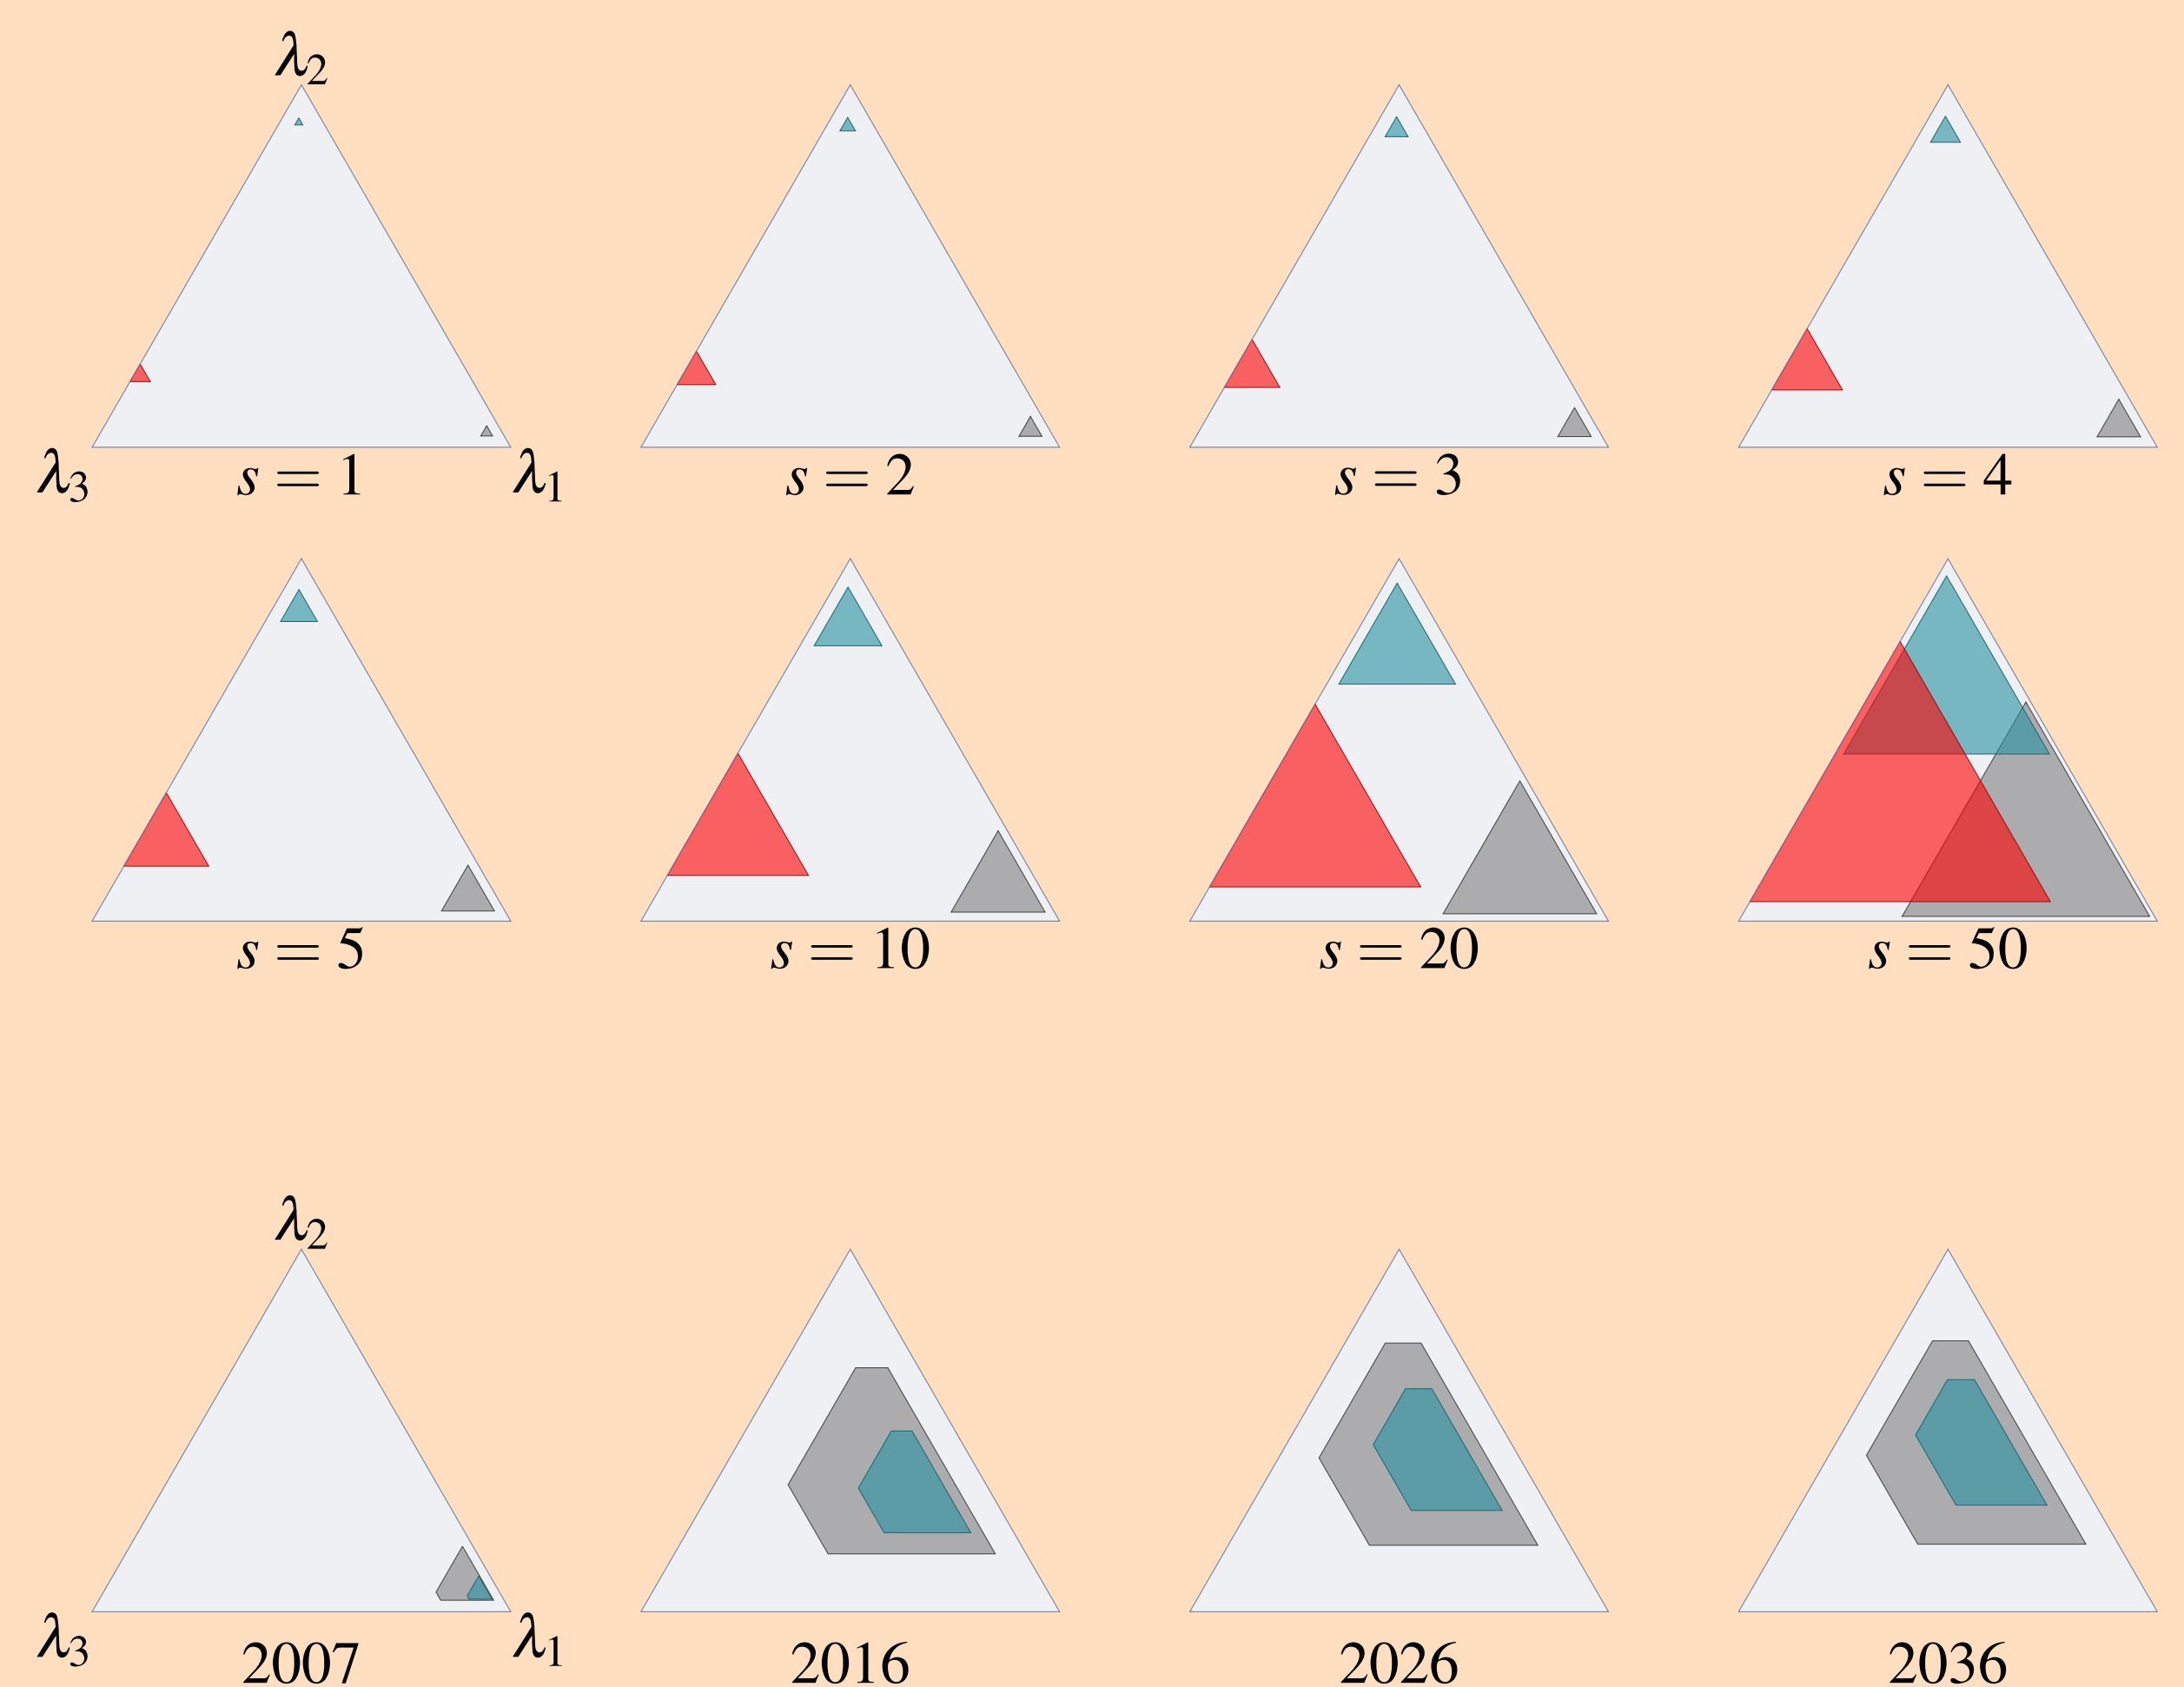 λ2
λ3 s = 1 λ1 s = 2 s = 3 s = 4
s = 5 s = 10 s = 20 s = 50
λ2
λ3 2007 λ1 2016 2026 2036